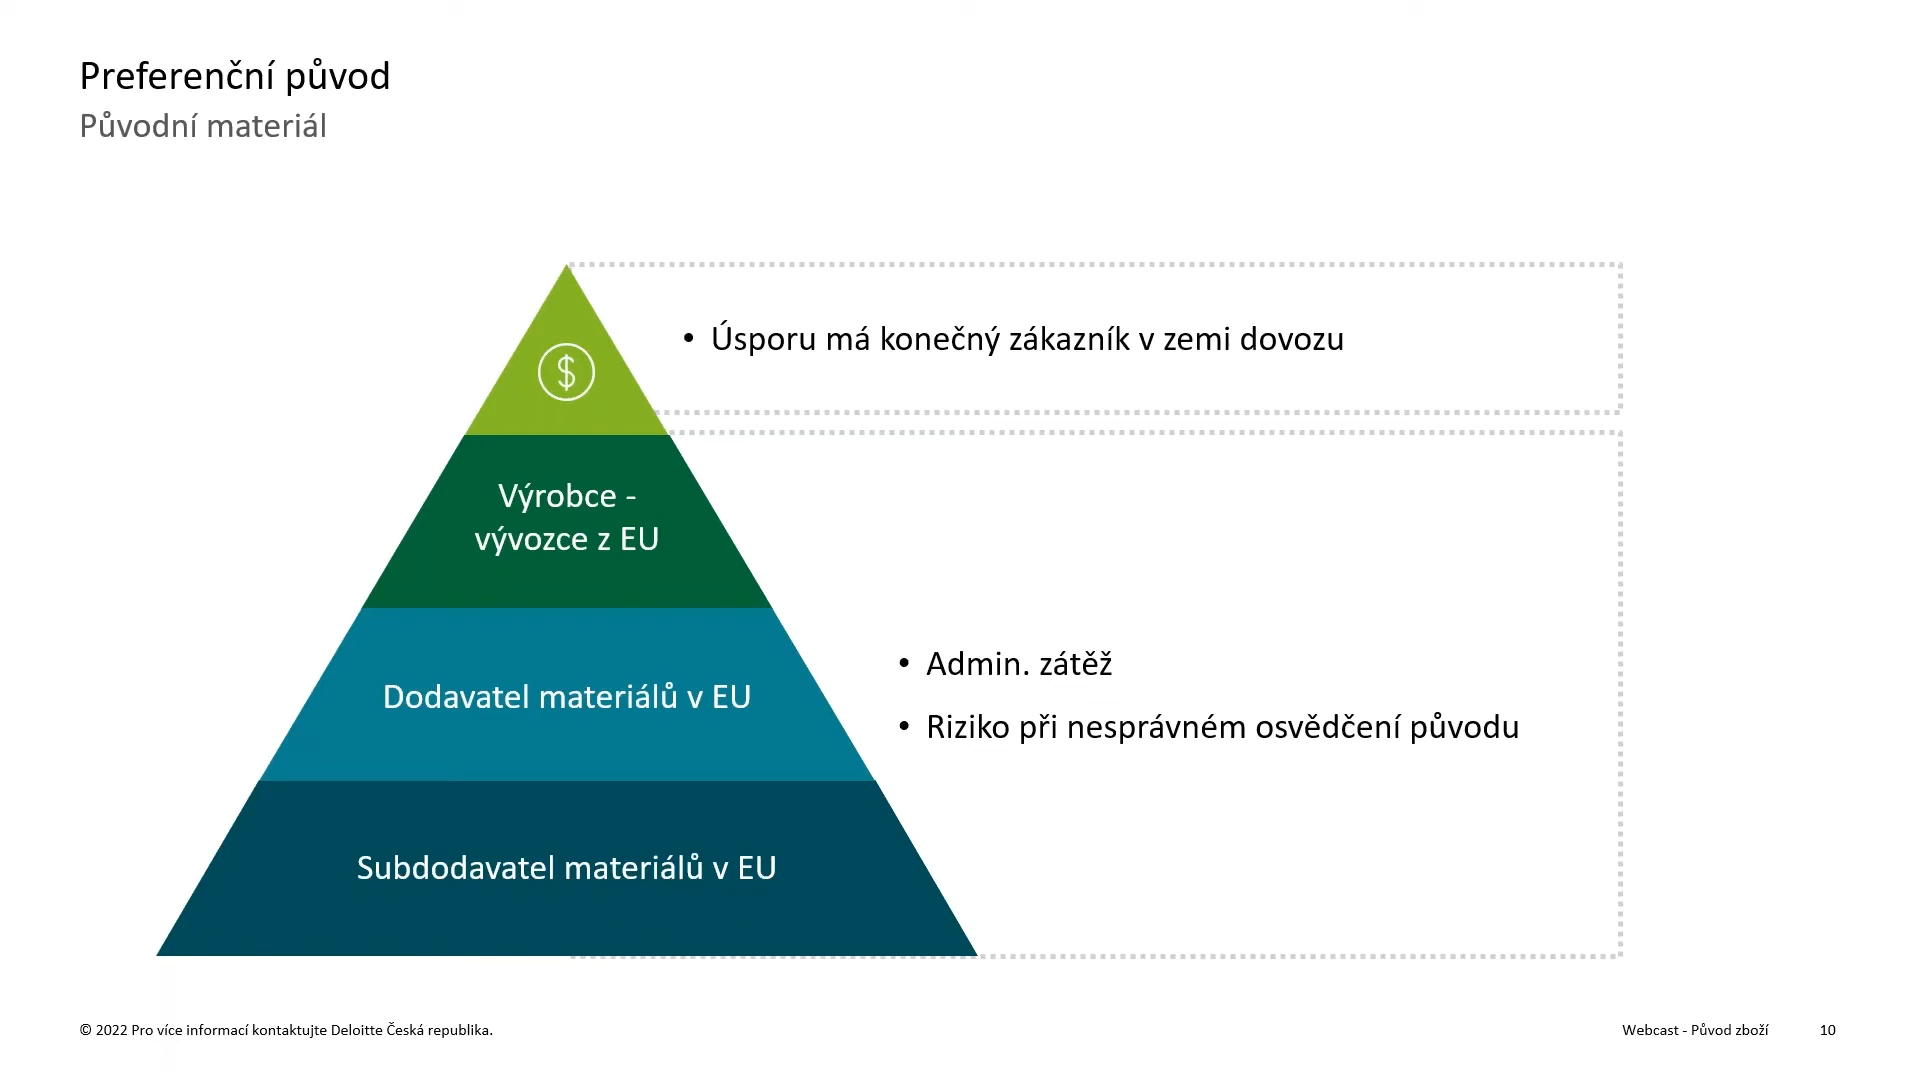 Preferenční původ
Původní materiál
$
• Úsporu má konečný zákazník v zemi dovozu
Výrobce -
vývozce z EU
Dodavatel materiálů v EU
• Admin. zátěž
• Riziko při nesprávném osvědčení původu
Subdodavatel materiálů v EU
© 2022 Pro více informací kontaktujte Deloitte Česká republika.
Webcast - Původ zboží 10